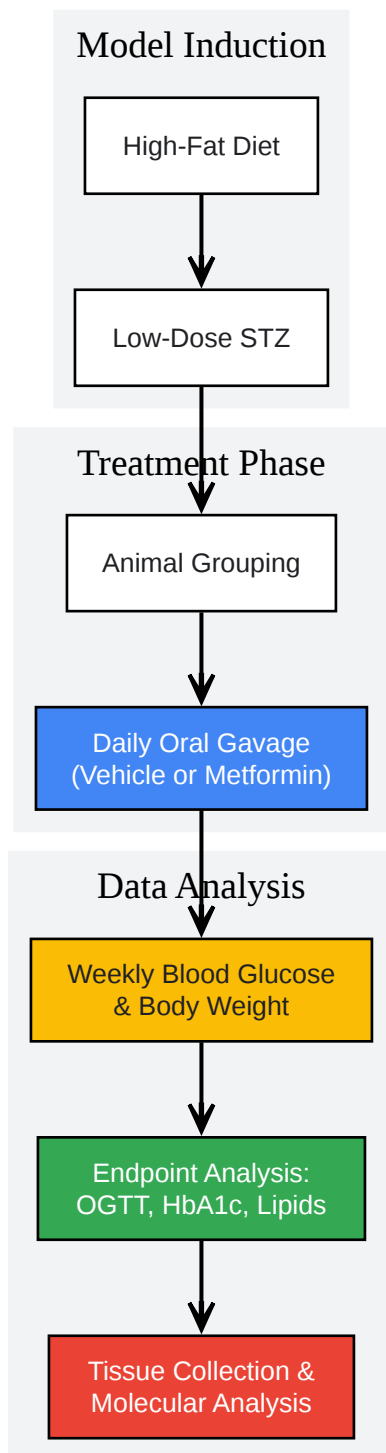 Model Induction
High-Fat Diet
Low-Dose STZ
Treatment Phase
Animal Grouping
Daily Oral Gavage
(Vehicle or Metformin)
Data Analysis
Weekly Blood Glucose
& Body Weight
Endpoint Analysis:
OGTT, HbA1c, Lipids
Tissue Collection &
Molecular Analysis